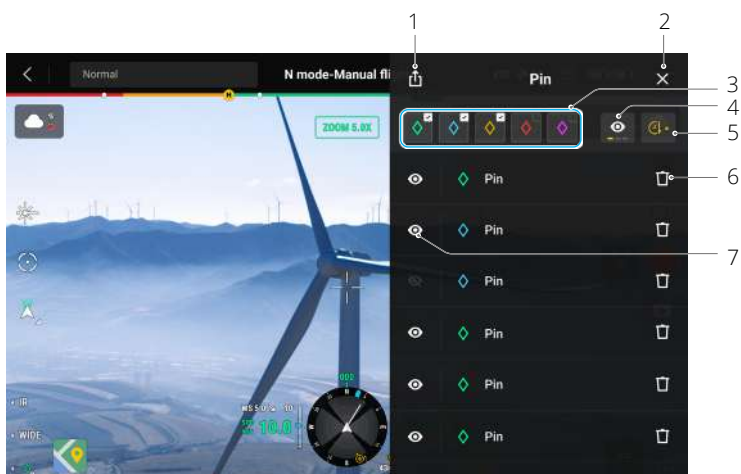 1
2
Normal
N mode-Manual fli
Pin
3
4
ZOOM 5.0X
5
Pin
6
Pin
7
Pin
Pin
Pin
IR
WIDE
10.0
Pin